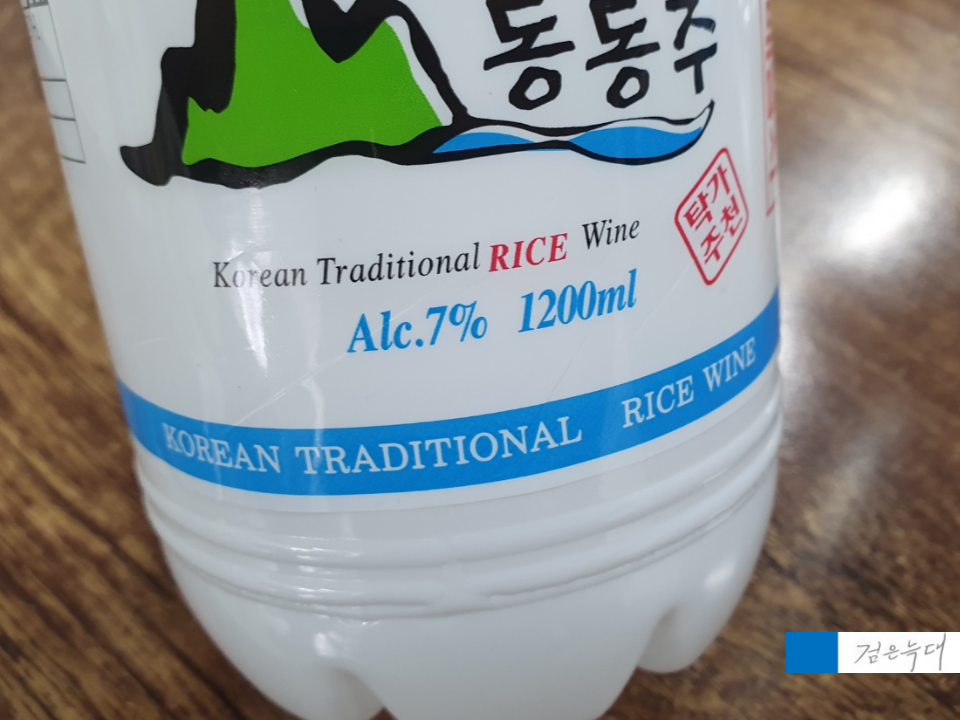 동동주
가
탁천
주
Korean Traditional RICE Wine
Alc.7% 1200ml
KOREAN TRADITIONAL RICE WINE
검은늑대